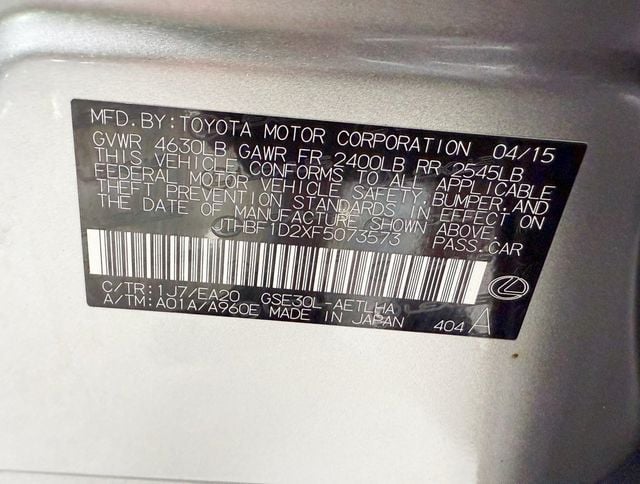 MFD. BY: TOYOTA MOTOR CORPORATION 04/15
GVWR 4630LB GAWR FR 2400LB RR 2545LB
THIS VEHICLE CONFORMS TO ALL APPLICABLE
FEDERAL MOTOR VEHICLE SAFETY, BUMPER, AND
THEFT PREVENTION STANDARDS IN EFFECT ON
THE DATE OF MANUFACTURE SHOWN ABOVE.
JTHBF1D2XF5073573 PASS. CAR
C/TR: 1J7/EA20 GSE30L-AETLHA
A/TM: A01A/A960E MADE IN JAPAN 404 A